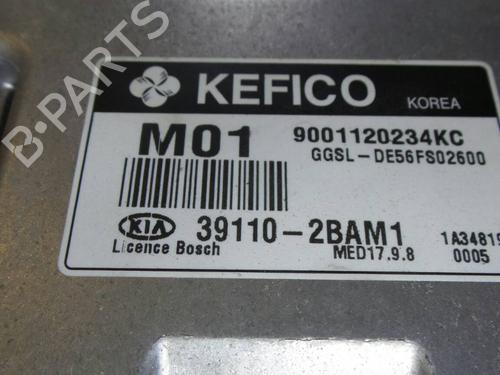 KEFICO KOREA
M01 9001120234KC
GGSL-DE56FS02600
KIA 39110-2BAM1 1A34819
Licence Bosch MED17.9.8 0005
B-PARTS